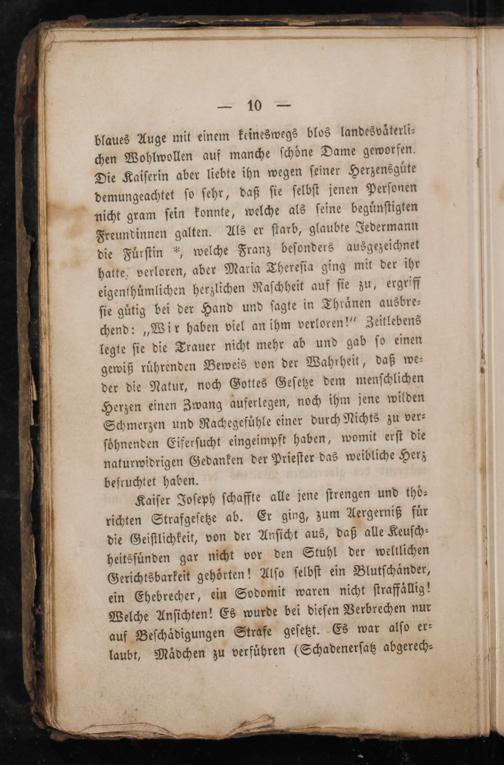 — 10 —
blaues Auge mit einem keineswegs blos landesväterli-
chen Wohlwollen auf manche schöne Dame geworfen.
Die Kaiserin aber liebte ihn wegen seiner Herzensgüte
demungeachtet so sehr, daß sie selbst jenen Personen
nicht gram sein konnte, welche als seine begünstigten
Freundinnen galten. Als er starb, glaubte Jedermann
die Fürstin *, welche Franz besonders ausgezeichnet
hatte, verloren, aber Maria Theresia ging mit der ihr
eigenthümlichen herzlichen Raschheit auf sie zu, ergriff
sie gütig bei der Hand und sagte in Thränen ausbre-
chend: „Wir haben viel an ihm verloren!“ Zeitlebens
legte sie die Trauer nicht mehr ab und gab so einen
gewiß rührenden Beweis von der Wahrheit, daß we-
der die Natur, noch Gottes Gesetze dem menschlichen
Herzen einen Zwang auferlegen, noch ihm jene wilden
Schmerzen und Rachegefühle einer durch Nichts zu ver-
söhnenden Eifersucht eingeimpft haben, womit erst die
naturwidrigen Gedanken der Priester das weibliche Herz
befruchtet haben.
Kaiser Joseph schaffte alle jene strengen und thö-
richten Strafgesetze ab. Er ging, zum Aergerniß für
die Geistlichkeit, von der Ansicht aus, daß alle Keusch-
heitssünden gar nicht vor den Stuhl der weltlichen
Gerichtsbarkeit gehörten! Also selbst ein Blutschänder,
ein Ehebrecher, ein Sodomit waren nicht straffällig!
Welche Ansichten! Es wurde bei diesen Verbrechen nur
auf Beschädigungen Strafe gesetzt. Es war also er-
laubt, Mädchen zu verführen (Schadenersatz abgerech-